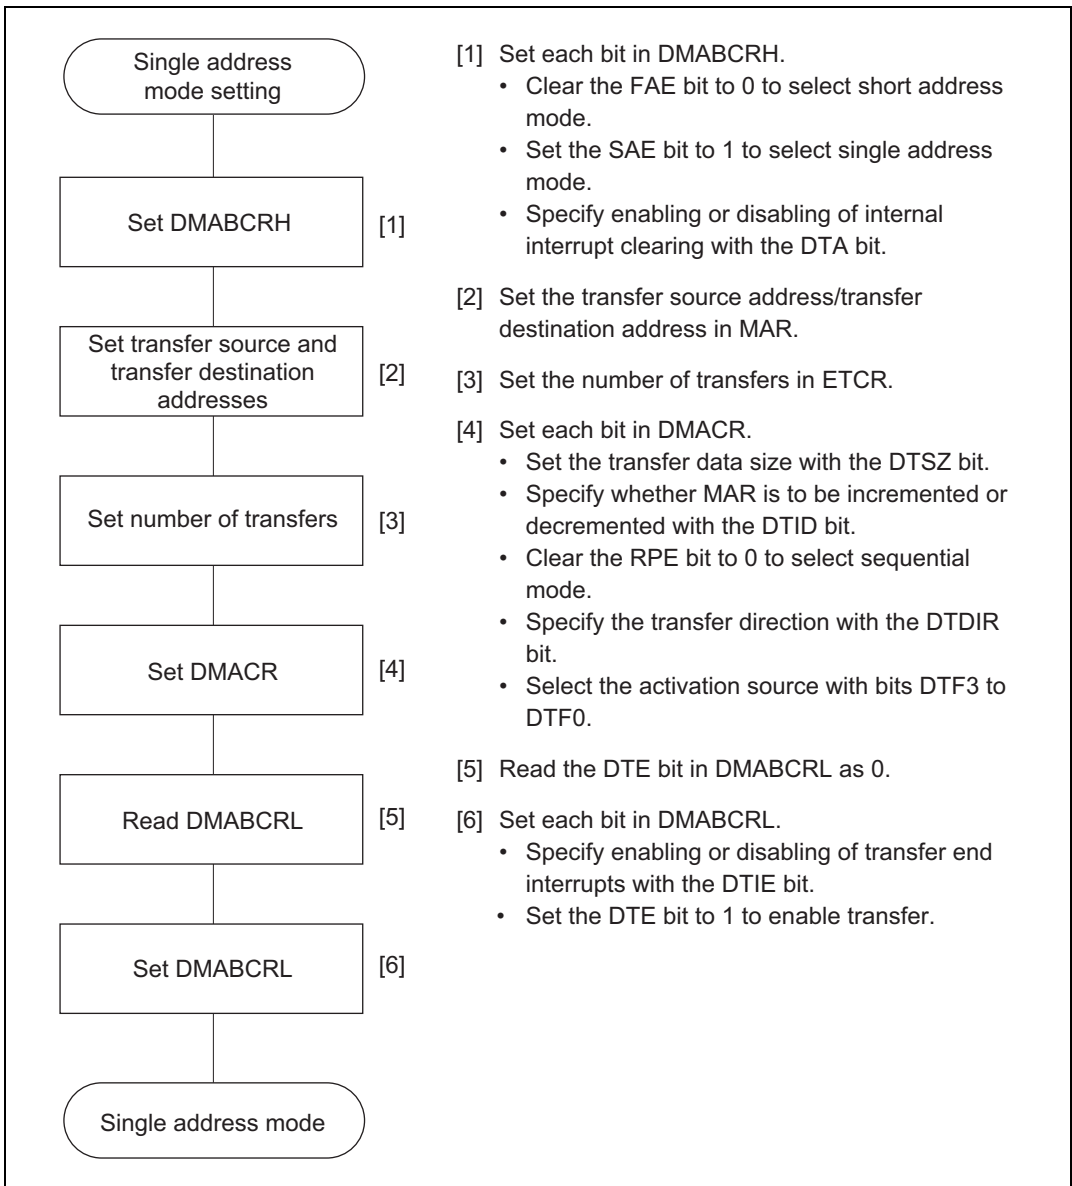 Single address
mode setting
Set DMABCRH
[1]
Set transfer source and
transfer destination
addresses
[2]
Set number of transfers
[3]
Set DMACR
[4]
Read DMABCRL
[5]
Set DMABCRL
[6]
Single address mode
[1] Set each bit in DMABCRH.
• Clear the FAE bit to 0 to select short address
mode.
• Set the SAE bit to 1 to select single address
mode.
• Specify enabling or disabling of internal
interrupt clearing with the DTA bit.
[2] Set the transfer source address/transfer
destination address in MAR.
[3] Set the number of transfers in ETCR.
[4] Set each bit in DMACR.
• Set the transfer data size with the DTSZ bit.
• Specify whether MAR is to be incremented or
decremented with the DTID bit.
• Clear the RPE bit to 0 to select sequential
mode.
• Specify the transfer direction with the DTDIR
bit.
• Select the activation source with bits DTF3 to
DTF0.
[5] Read the DTE bit in DMABCRL as 0.
[6] Set each bit in DMABCRL.
• Specify enabling or disabling of transfer end
interrupts with the DTIE bit.
• Set the DTE bit to 1 to enable transfer.